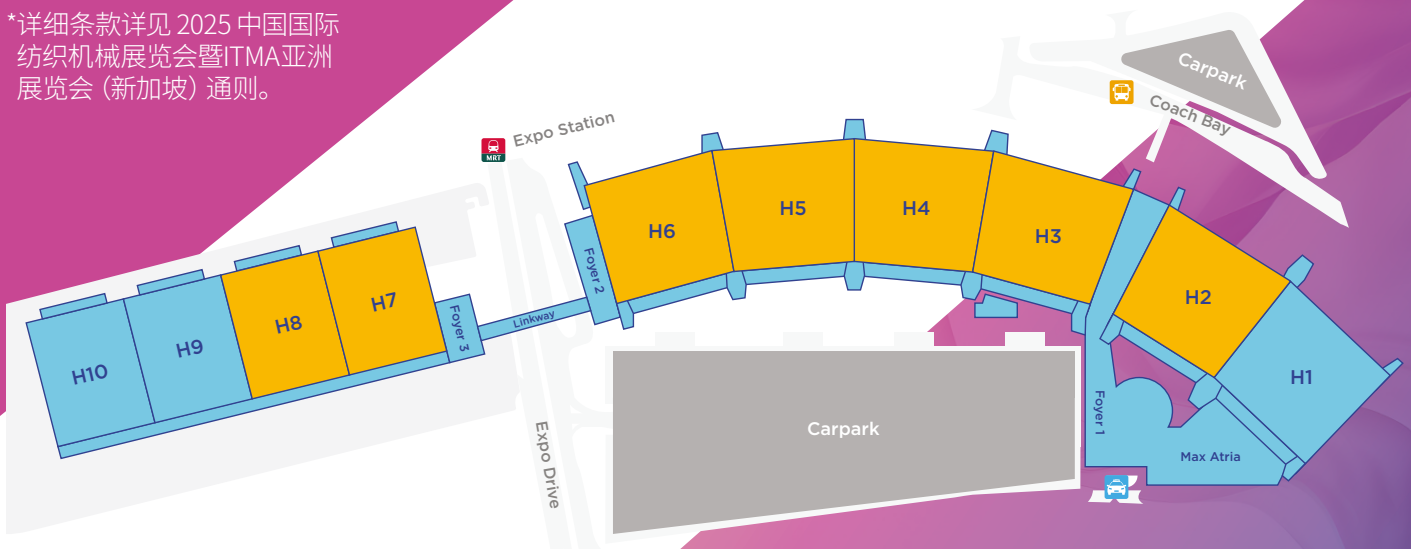 *详细条款详见 2025 中国国际
纺织机械展览会暨ITMA亚洲
展览会（新加坡）通则。
Carpark
Coach Bay
MRT
Expo Station
H6
H5
H4
H3
H2
H1
H10
H9
H8
H7
Foyer 3
Linkway
Foyer 2
Foyer 1
Max Atria
Carpark
Expo Drive